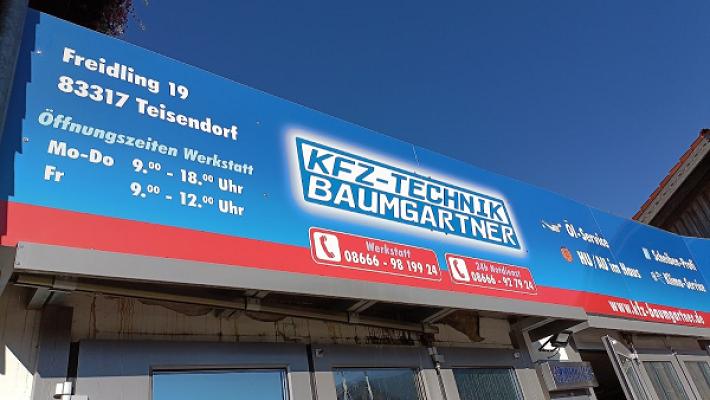 Freidling 19
83317 Teisendorf
Öffnungszeiten Werkstatt
Mo-Do 9.00 - 18.00 Uhr
Fr 9.00 - 12.00 Uhr
KFZ-TECHNIK
BAUMGARTNER
Werkstatt
08666 - 98 199 24
24h Notdienst
08666 - 92 79 24
Öl-Service
HU/AU im Haus
Scheiben-Profi
Klima-Service
www.kfz-baumgartner.de